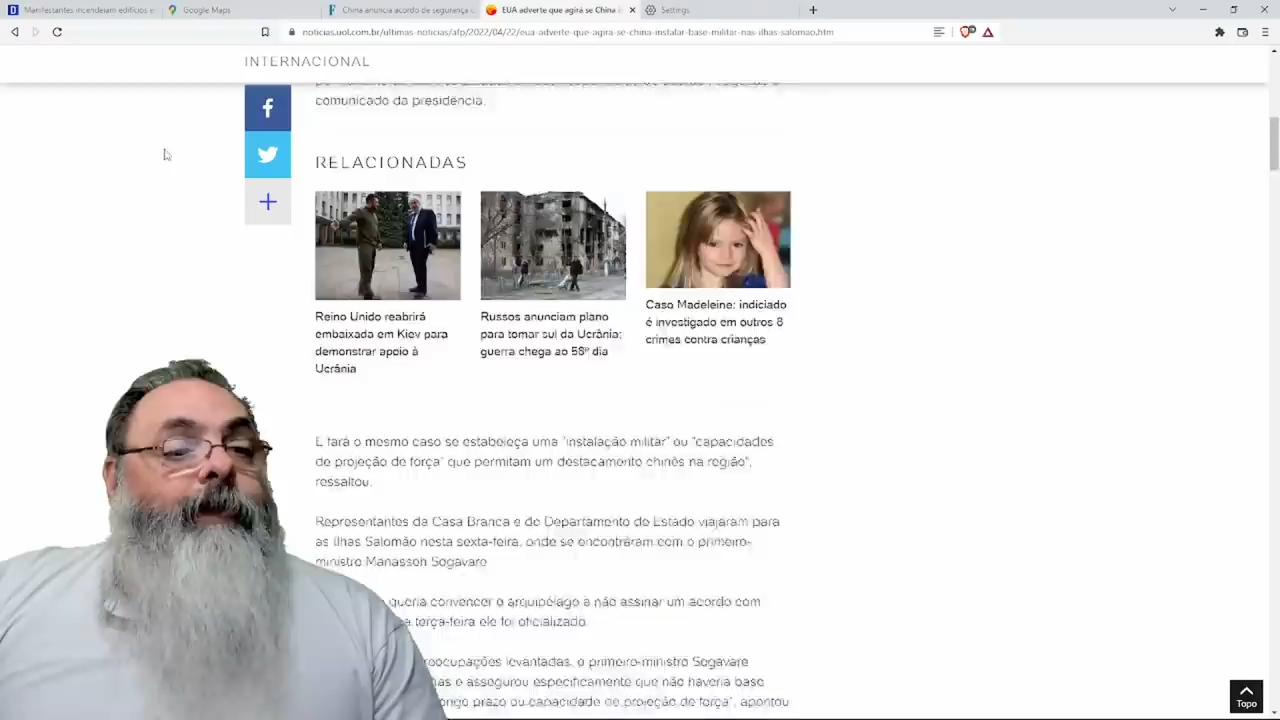 Manifestantes incendeiam edifícios e
Google Maps
China anuncia acordo de segurança c
EUA adverte que agirá se China i
Settings
noticias.uol.com.br/ultimas-noticias/afp/2022/04/22/eua-adverte-que-agira-se-china-instalar-base-militar-nas-ilhas-salomao.htm
INTERNACIONAL
comunicado da presidência.
RELACIONADAS
Reino Unido reabrirá
embaixada em Kiev para
demonstrar apoio à
Ucrânia
Russos anunciam plano
para tomar sul da Ucrânia;
guerra chega ao 58º dia
Caso Madeleine: indiciado
é investigado em outros 8
crimes contra crianças
E fará o mesmo caso se estabeleça uma "instalação militar" ou "capacidades
de projeção de força" que permitam um destacamento chinês na região",
ressaltou.
Representantes da Casa Branca e do Departamento de Estado viajaram para
as Ilhas Salomão nesta sexta-feira, onde se encontraram com o primeiro-
ministro Manasseh Sogavare
queria convencer o arquipélago a não assinar um acordo com
terça-feira ele foi oficializado.
levantadas, o primeiro-ministro Sogavare
e assegurou especificamente que não haveria base
prazo ou capacidade de projeção de força", apontou
Topo